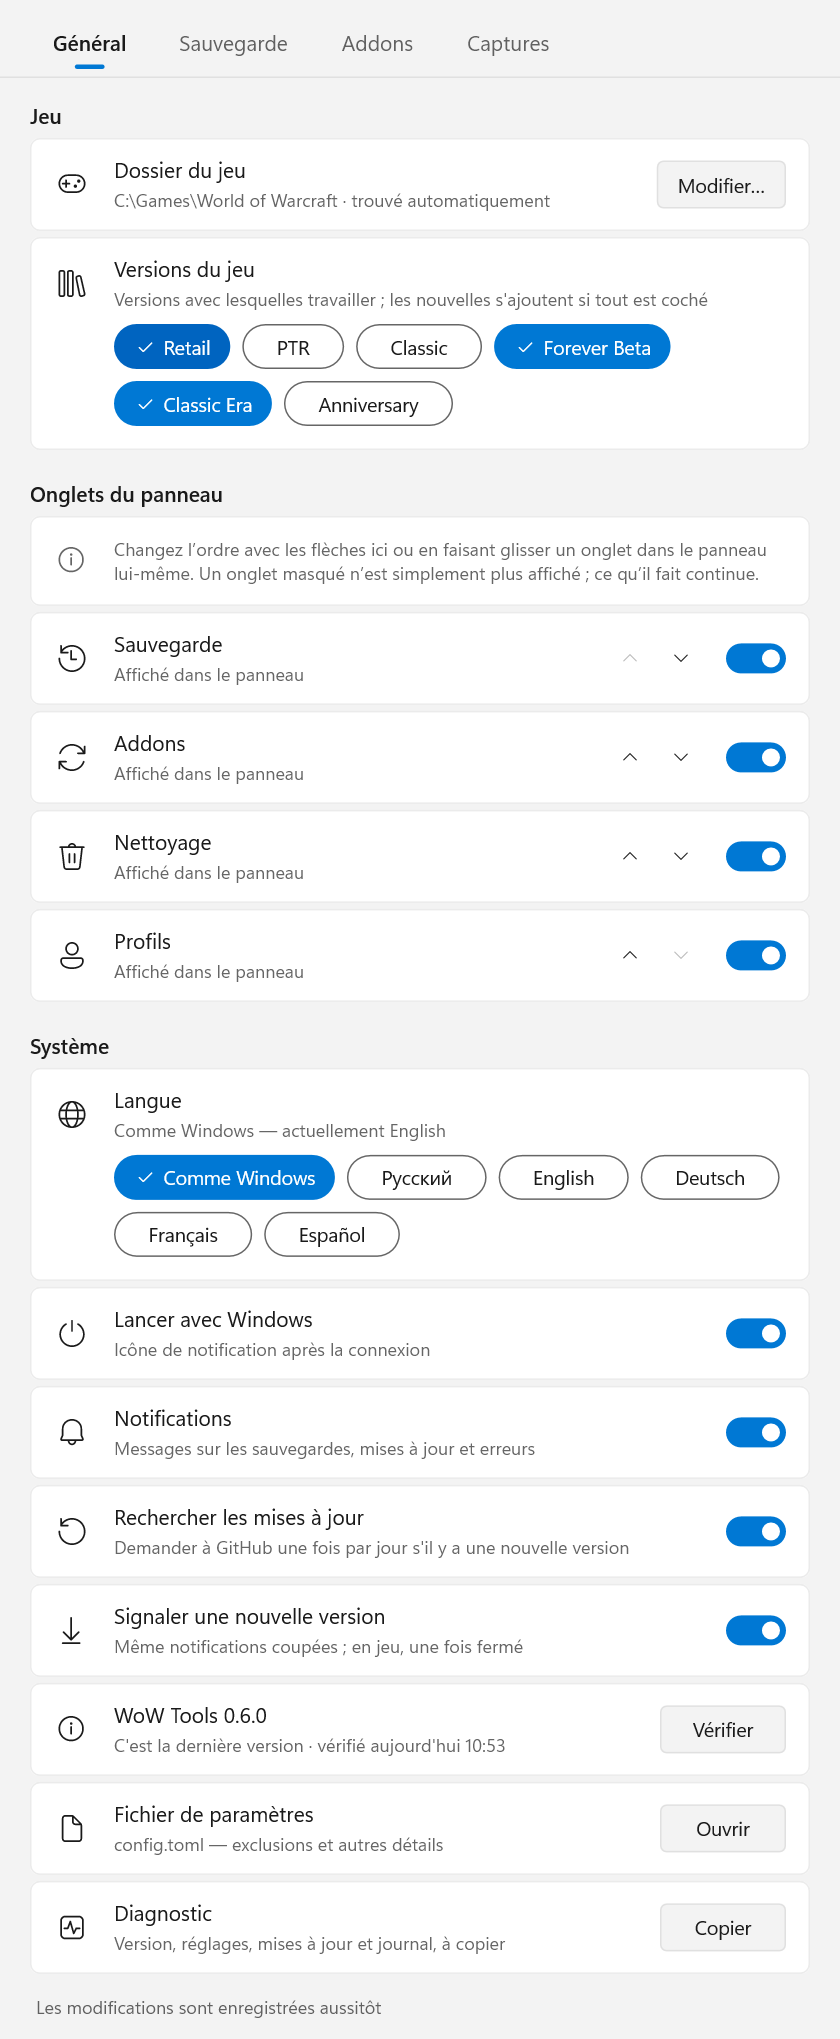 Général
Sauvegarde
Addons
Captures
Jeu
Dossier du jeu
C:\Games\World of Warcraft · trouvé automatiquement
Modifier...
Versions du jeu
Versions avec lesquelles travailler ; les nouvelles s'ajoutent si tout est coché
Retail
PTR
Classic
Forever Beta
Classic Era
Anniversary
Onglets du panneau
Changez l’ordre avec les flèches ici ou en faisant glisser un onglet dans le panneau
lui-même. Un onglet masqué n’est simplement plus affiché ; ce qu’il fait continue.
Sauvegarde
Affiché dans le panneau
Addons
Affiché dans le panneau
Nettoyage
Affiché dans le panneau
Profils
Affiché dans le panneau
Système
Langue
Comme Windows — actuellement English
Comme Windows
Русский
English
Deutsch
Français
Español
Lancer avec Windows
Icône de notification après la connexion
Notifications
Messages sur les sauvegardes, mises à jour et erreurs
Rechercher les mises à jour
Demander à GitHub une fois par jour s'il y a une nouvelle version
Signaler une nouvelle version
Même notifications coupées ; en jeu, une fois fermé
WoW Tools 0.6.0
C'est la dernière version · vérifié aujourd'hui 10:53
Vérifier
Fichier de paramètres
config.toml — exclusions et autres détails
Ouvrir
Diagnostic
Version, réglages, mises à jour et journal, à copier
Copier
Les modifications sont enregistrées aussitôt